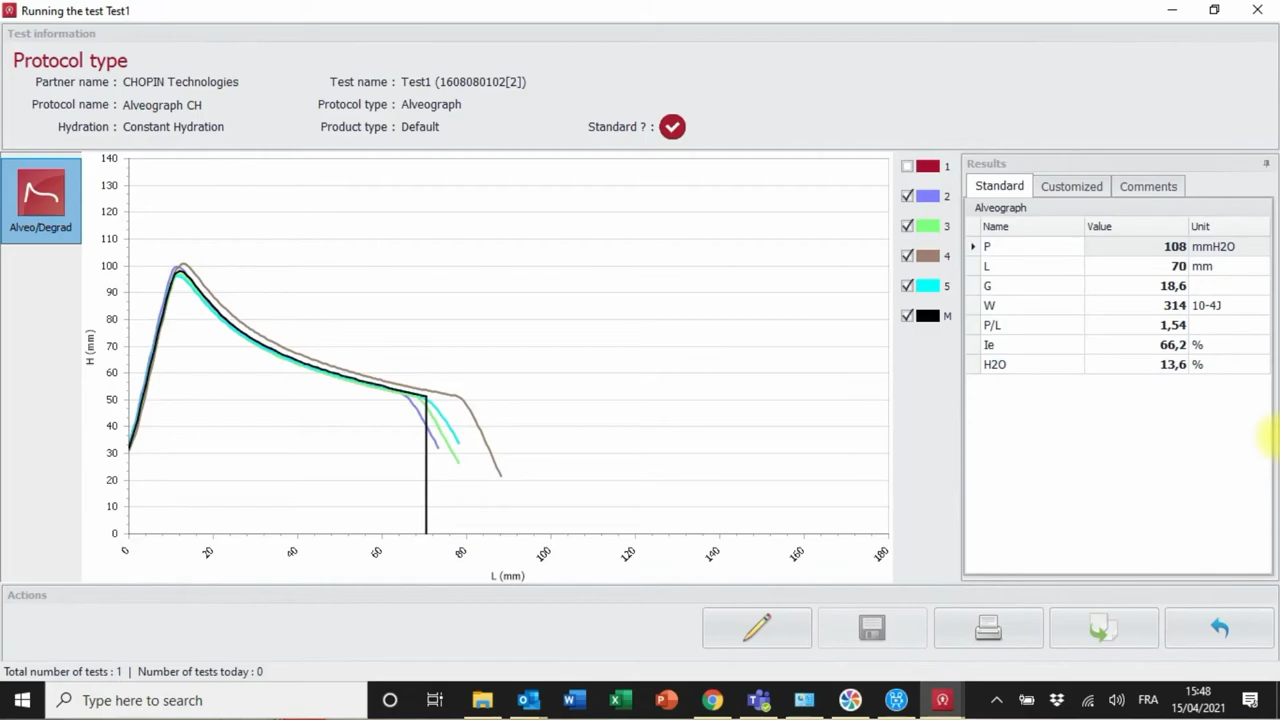 Running the test Test1
Test information
Protocol type
Partner name : CHOPIN Technologies
Test name : Test1 (1608080102[2])
Protocol name : Alveograph CH
Protocol type : Alveograph
Hydration : Constant Hydration
Product type : Default
Standard ? :
Alveo/Degrad
140
130
120
110
100
90
80
70
60
50
40
30
20
10
0
H (mm)
0 20 40 60 80 100 120 140 160 180
L (mm)
1
2
3
4
5
M
Results
Standard Customized Comments
Alveograph
Name Value Unit
P 108 mmH2O
L 70 mm
G 18,6
W 314 10-4J
P/L 1,54
Ie 66,2 %
H2O 13,6 %
Actions
Total number of tests : 1 | Number of tests today : 0
Type here to search
FRA
15:48
15/04/2021